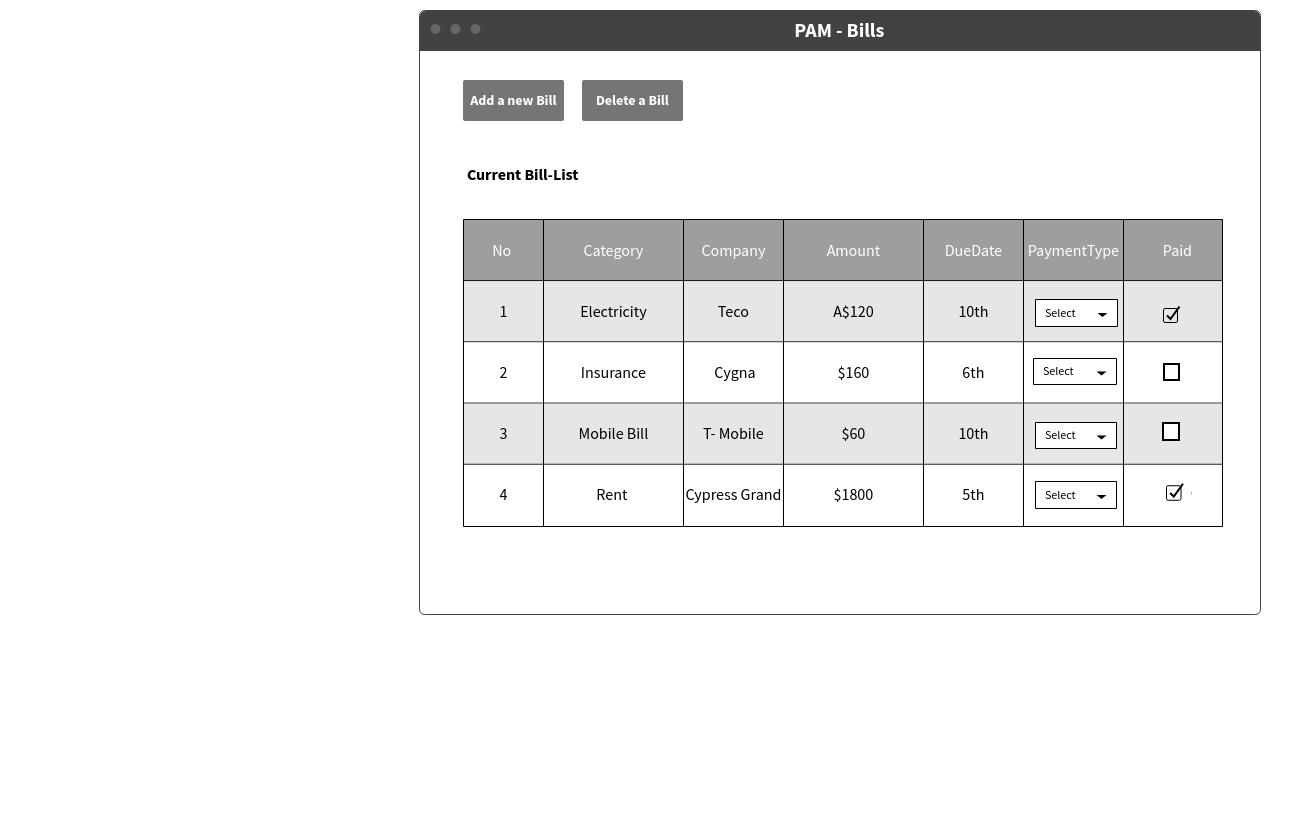 PAM - Bills
Add a new Bill Delete a Bill
Current Bill-List
No Category Company Amount DueDate PaymentType Paid
1 Electricity Teco A$120 10th Select
2 Insurance Cygna $160 6th Select
3 Mobile Bill T- Mobile $60 10th Select
4 Rent Cypress Grand $1800 5th Select